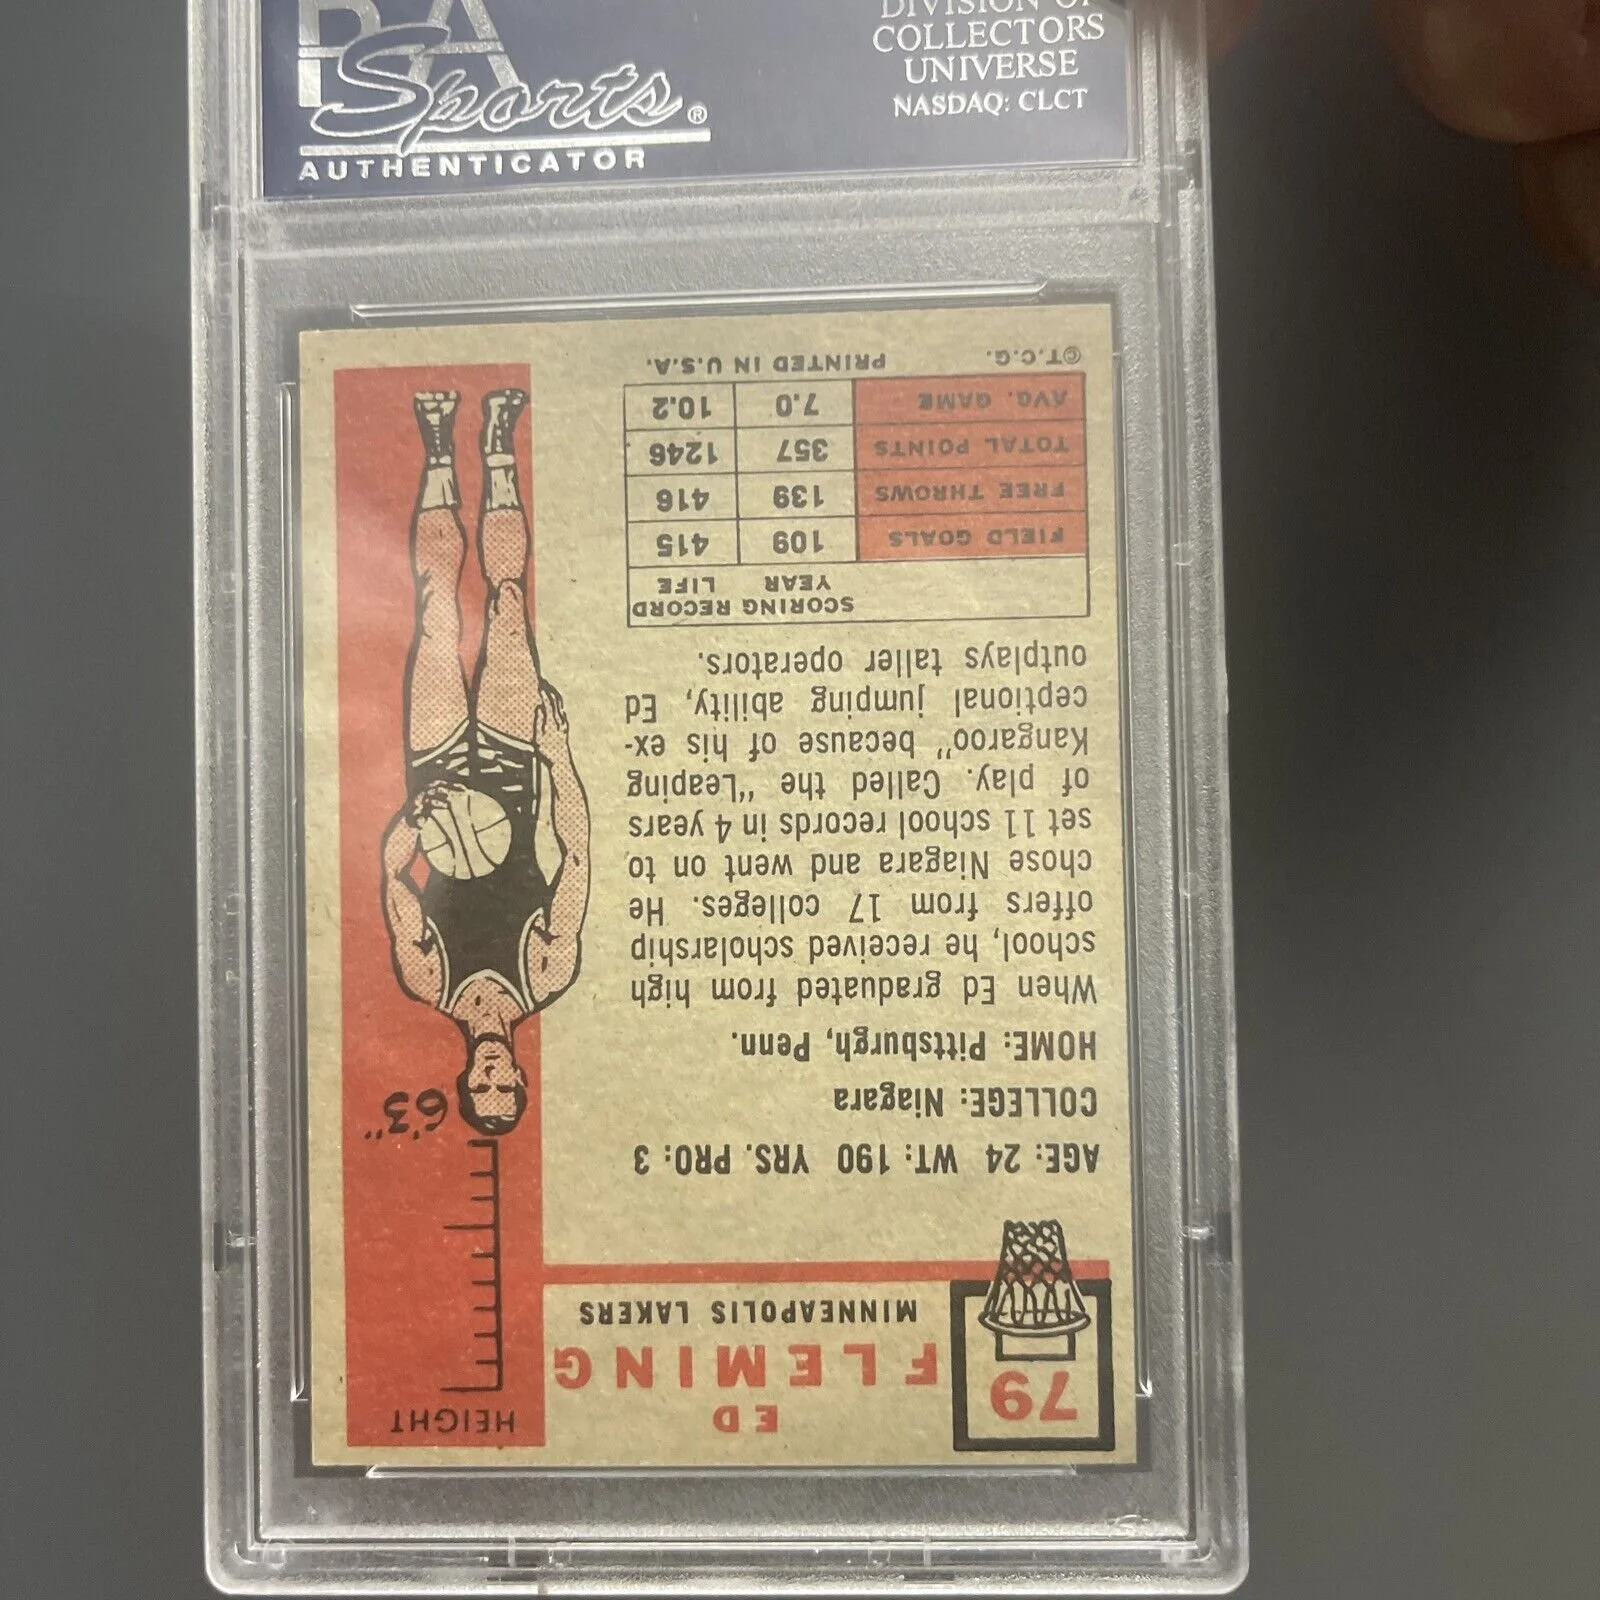 PSA
Sports®
AUTHENTICATOR
DIVISION OF
COLLECTORS
UNIVERSE
NASDAQ: CLCT
79
ED
FLEMING
MINNEAPOLIS LAKERS
HEIGHT
6'3"
AGE: 24 WT: 190 YRS. PRO: 3
COLLEGE: Niagara
HOME: Pittsburgh, Penn.
When Ed graduated from high
school, he received scholarship
offers from 17 colleges. He
chose Niagara and went on to
set 11 school records in 4 years
of play. Called the "Leaping
Kangaroo" because of his ex-
ceptional jumping ability, Ed
outplays taller operators.
SCORING RECORD
YEAR LIFE
FIELD GOALS 109 415
FREE THROWS 139 416
TOTAL POINTS 357 1246
AVG. GAME 7.0 10.2
©T.C.G. PRINTED IN U.S.A.